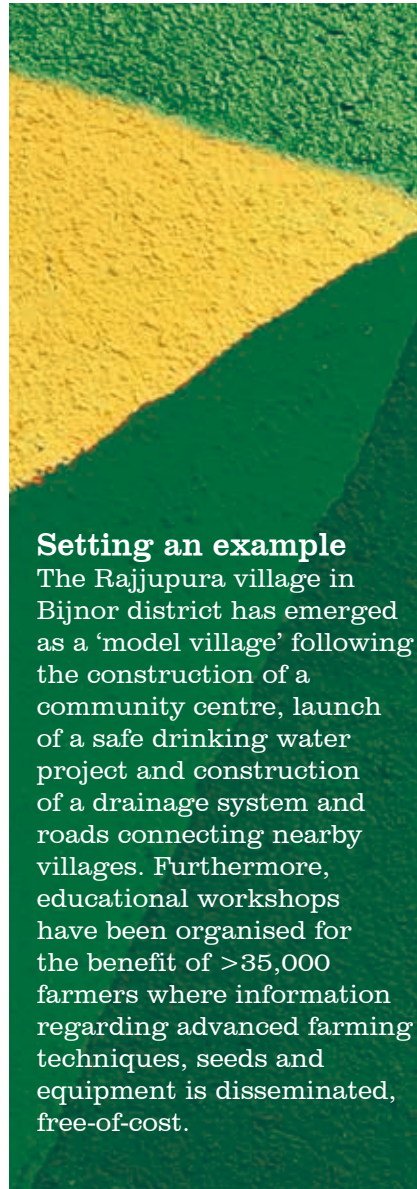 Setting an example
The Rajjupura village in
Bijnor district has emerged
as a ‘model village’ following
the construction of a
community centre, launch
of a safe drinking water
project and construction
of a drainage system and
roads connecting nearby
villages. Furthermore,
educational workshops
have been organised for
the benefit of >35,000
farmers where information
regarding advanced farming
techniques, seeds and
equipment is disseminated,
free-of-cost.